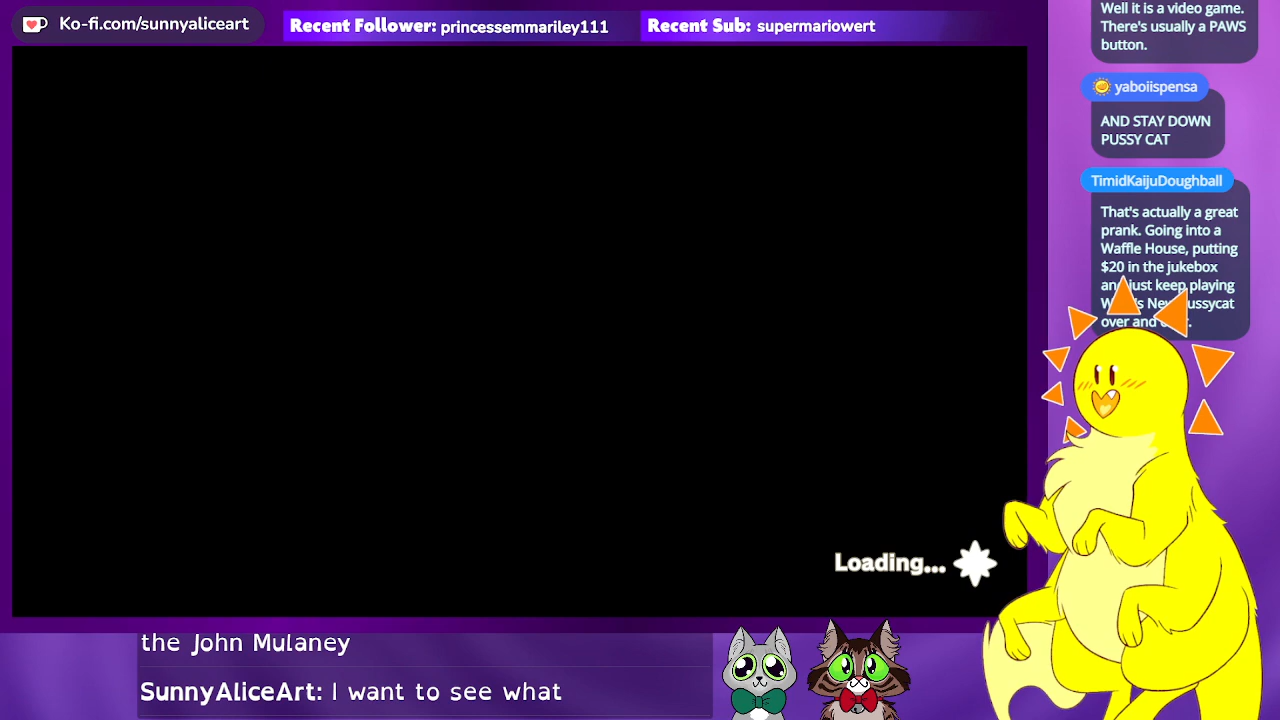 Ko-fi.com/sunnyaliceart
Recent Follower: princessemmariley111
Recent Sub: supermariowert
Well it is a video game.
There's usually a PAWS
button.
yaboiispensa
AND STAY DOWN
PUSSY CAT
TimidKaijuDoughball
That's actually a great
prank. Going into a
Waffle House, putting
$20 in the jukebox
and just keep playing
New
over and
Loading...
the John Mulaney
SunnyAliceArt: I want to see what